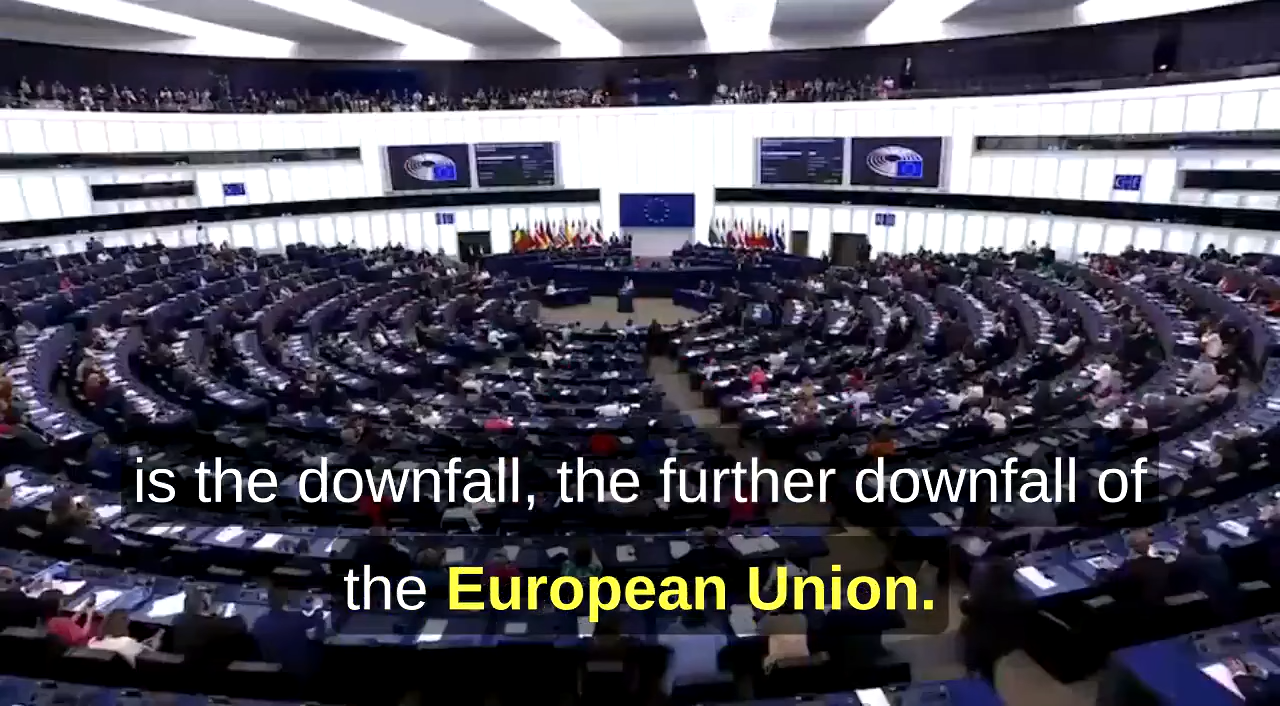 is the downfall, the further downfall of
the European Union.